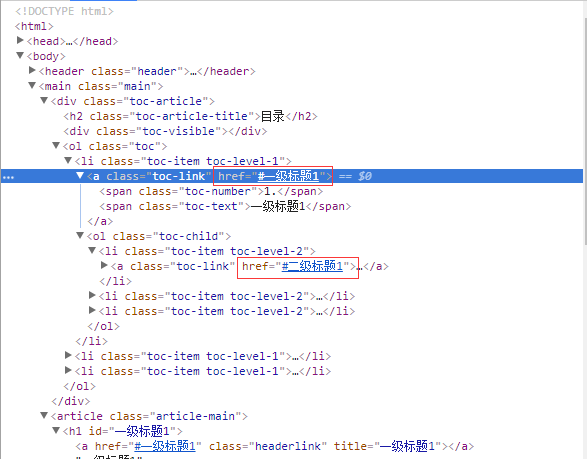 <!DOCTYPE html>
<html>
<head>…</head>
<body>
<header class="header">…</header>
<main class="main">
<div class="toc-article">
<h2 class="toc-article-title">目录</h2>
<div class="toc-visible"></div>
<ol class="toc">
<li class="toc-item toc-level-1">
<a class="toc-link" href="#一级标题1"> == $0
<span class="toc-number">1.</span>
<span class="toc-text">一级标题1</span>
</a>
<ol class="toc-child">
<li class="toc-item toc-level-2">
<a class="toc-link" href="#二级标题1">…</a>
</li>
<li class="toc-item toc-level-2">…</li>
<li class="toc-item toc-level-2">…</li>
</ol>
</li>
<li class="toc-item toc-level-1">…</li>
<li class="toc-item toc-level-1">…</li>
</ol>
</div>
<article class="article-main">
<h1 id="一级标题1">
<a href="#一级标题1" class="headerlink" title="一级标题1"></a>
"一级标题1"